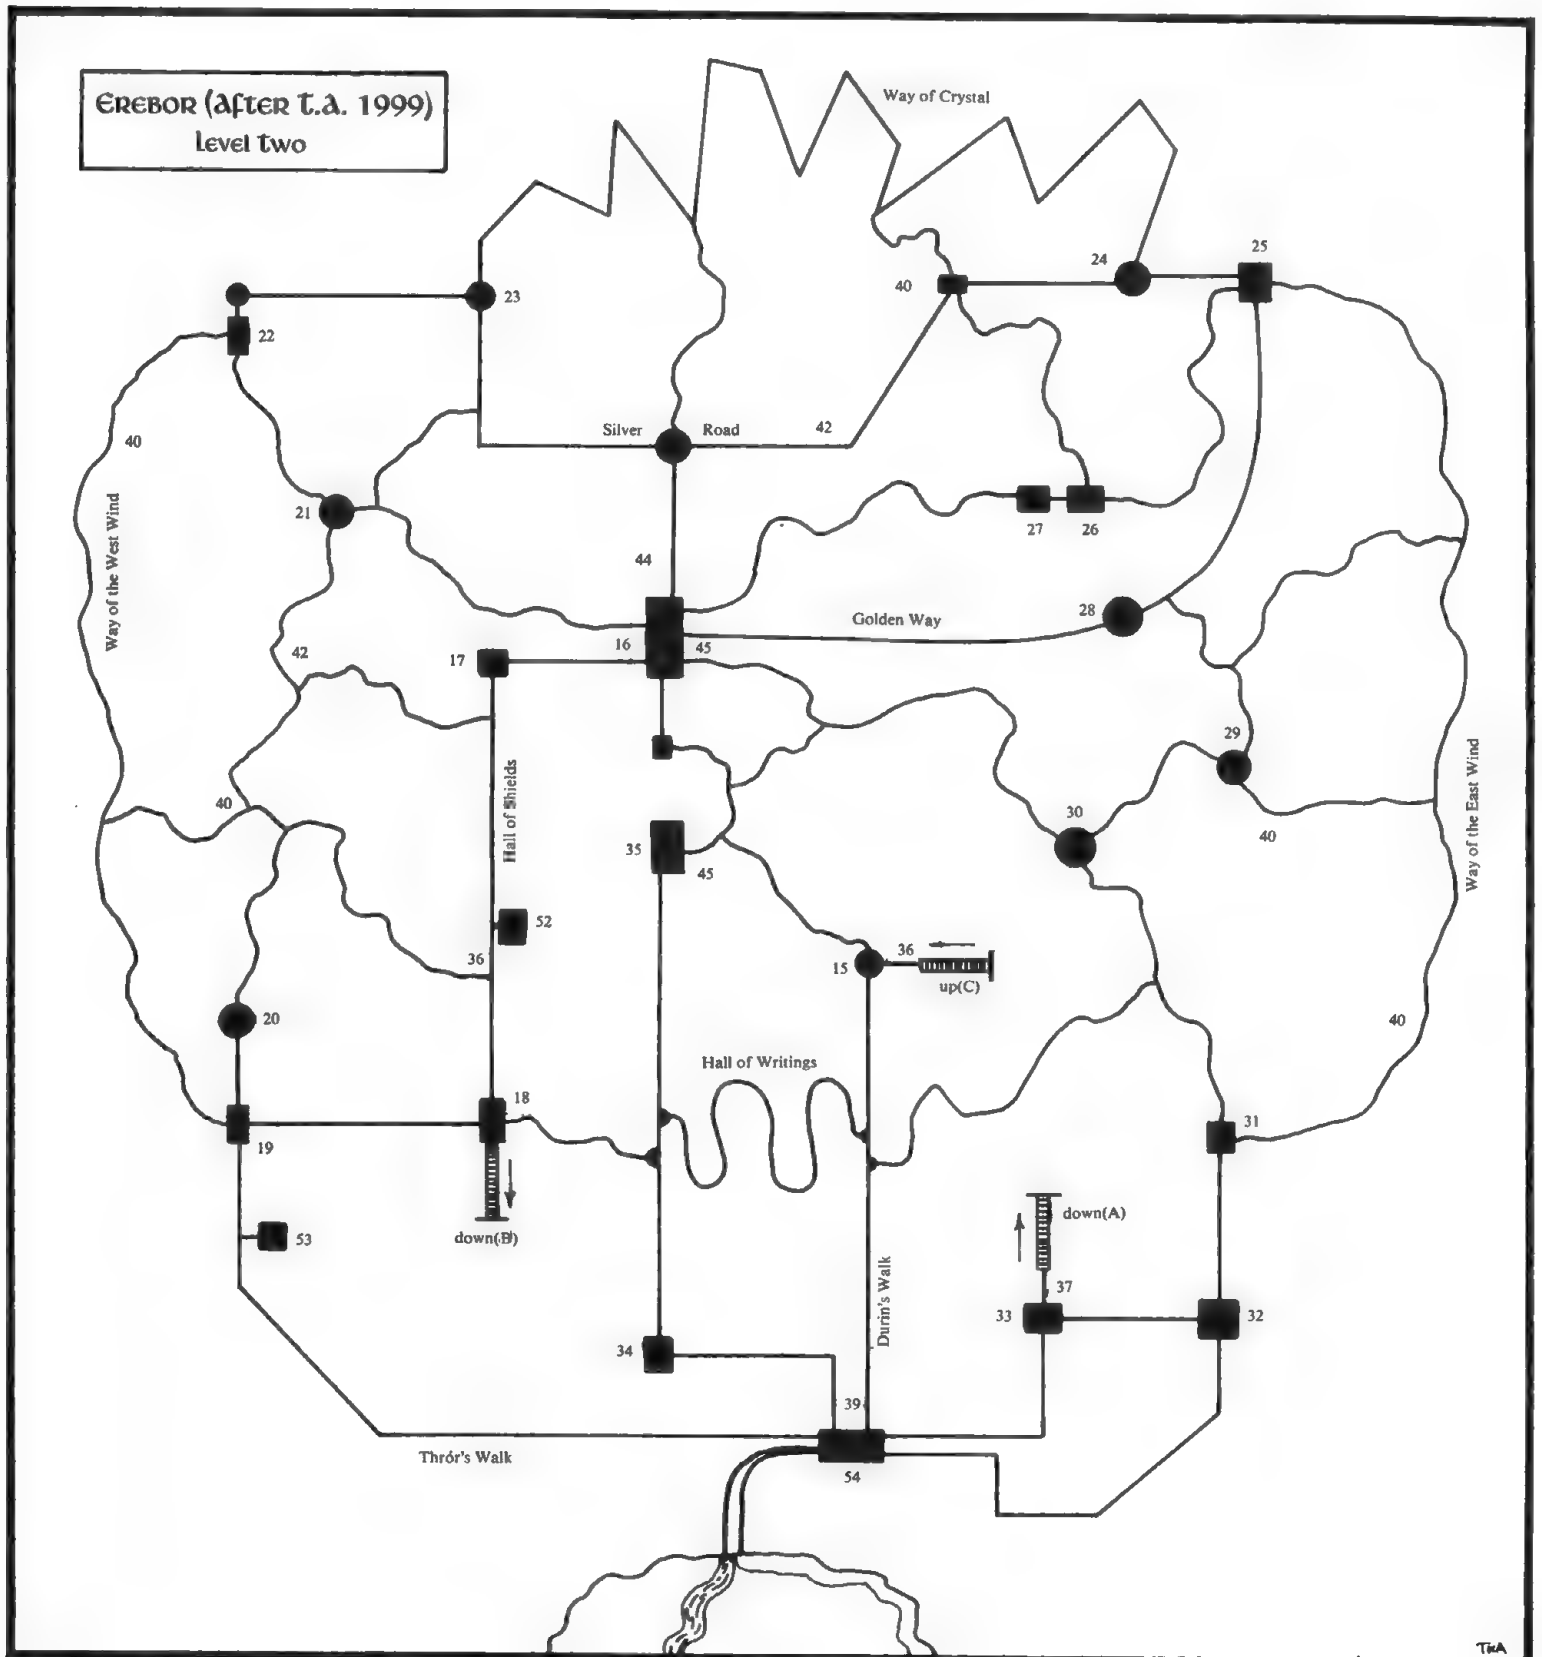 EREBOR (AFTER T.A. 1999)
Level Two
Way of Crystal
25
24
40
23
22
40
Silver Road
42
21
27
26
Way of the West Wind
44
28
Golden Way
16
45
17
42
29
Way of the East Wind
Hall of Shields
40
30
40
35
45
52
36
36
15
up(C)
20
40
Hall of Writings
18
31
19
down(A)
53
down(B)
37
33
32
Durin's Walk
34
39
Thrór's Walk
54
TKA